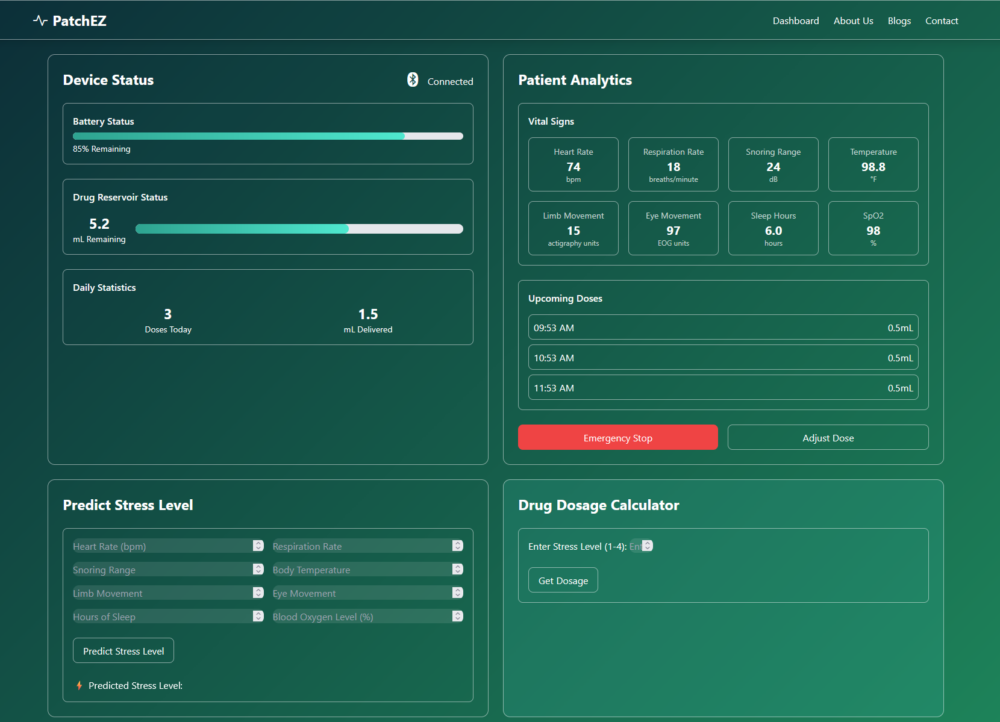 PatchEZ
Dashboard About Us Blogs Contact
Device Status
Connected
Battery Status
85% Remaining
Drug Reservoir Status
5.2
mL Remaining
Daily Statistics
3
Doses Today
1.5
mL Delivered
Patient Analytics
Vital Signs
Heart Rate
74
bpm
Respiration Rate
18
breaths/minute
Snoring Range
24
dB
Temperature
98.8
°F
Limb Movement
15
actigraphy units
Eye Movement
97
EOG units
Sleep Hours
6.0
hours
SpO2
98
%
Upcoming Doses
09:53 AM 0.5mL
10:53 AM 0.5mL
11:53 AM 0.5mL
Emergency Stop
Adjust Dose
Predict Stress Level
Heart Rate (bpm) Respiration Rate
Snoring Range Body Temperature
Limb Movement Eye Movement
Hours of Sleep Blood Oxygen Level (%)
Predict Stress Level
Predicted Stress Level:
Drug Dosage Calculator
Enter Stress Level (1-4): Ent
Get Dosage